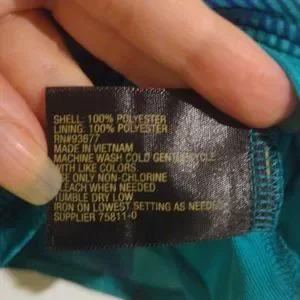 SHELL: 100% POLYESTER
LINING: 100% POLYESTER
RN#93677
MADE IN VIETNAM
MACHINE WASH COLD GENTLE CYCLE
WITH LIKE COLORS.
USE ONLY NON-CHLORINE
BLEACH WHEN NEEDED
TUMBLE DRY LOW
IRON ON LOWEST SETTING AS NEEDED
SUPPLIER 75811-0